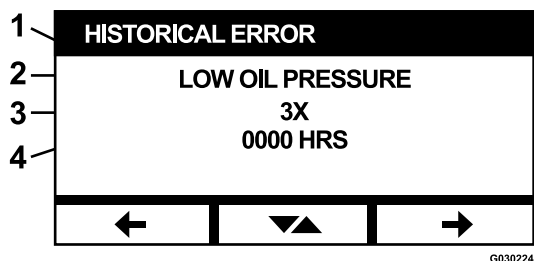 1
HISTORICAL ERROR
2
LOW OIL PRESSURE
3
3X
4
0000 HRS
G030224